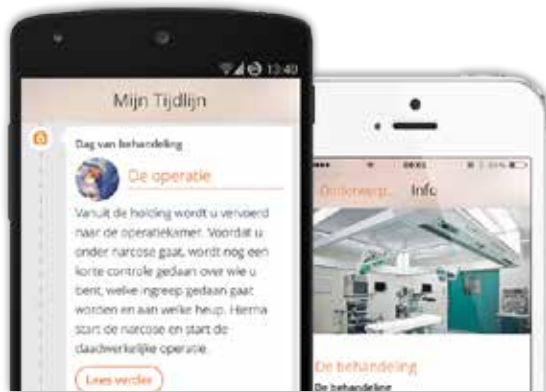 13:40
Mijn Tijdlijn
Dag van behandeling
De operatie
Vanuit de holding wordt u vervoerd
naar de operatiekamer. Voordat u
onder narcose gaat, wordt nog een
korte controle gedaan over wie u
bent, welke ingreep gedaan gaat
worden en aan welke heup. Hierna
start de narcose en start de
daadwerkelijke operatie.
Lees verder
Onderwerp... Info
De behandeling
De behandeling